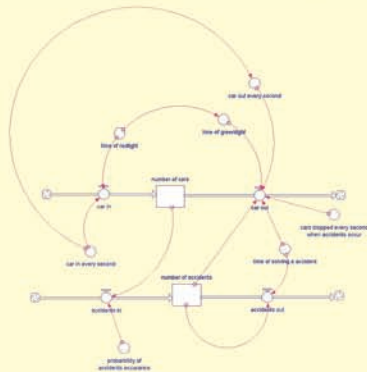 car out every second
time of redlight
time of greenlight
number of cars
car in
car out
cars stopped every second
when accidents occur
car in every second
time of solving a accident
number of accidents
accidents in
accidents out
probability of
accidents occurance